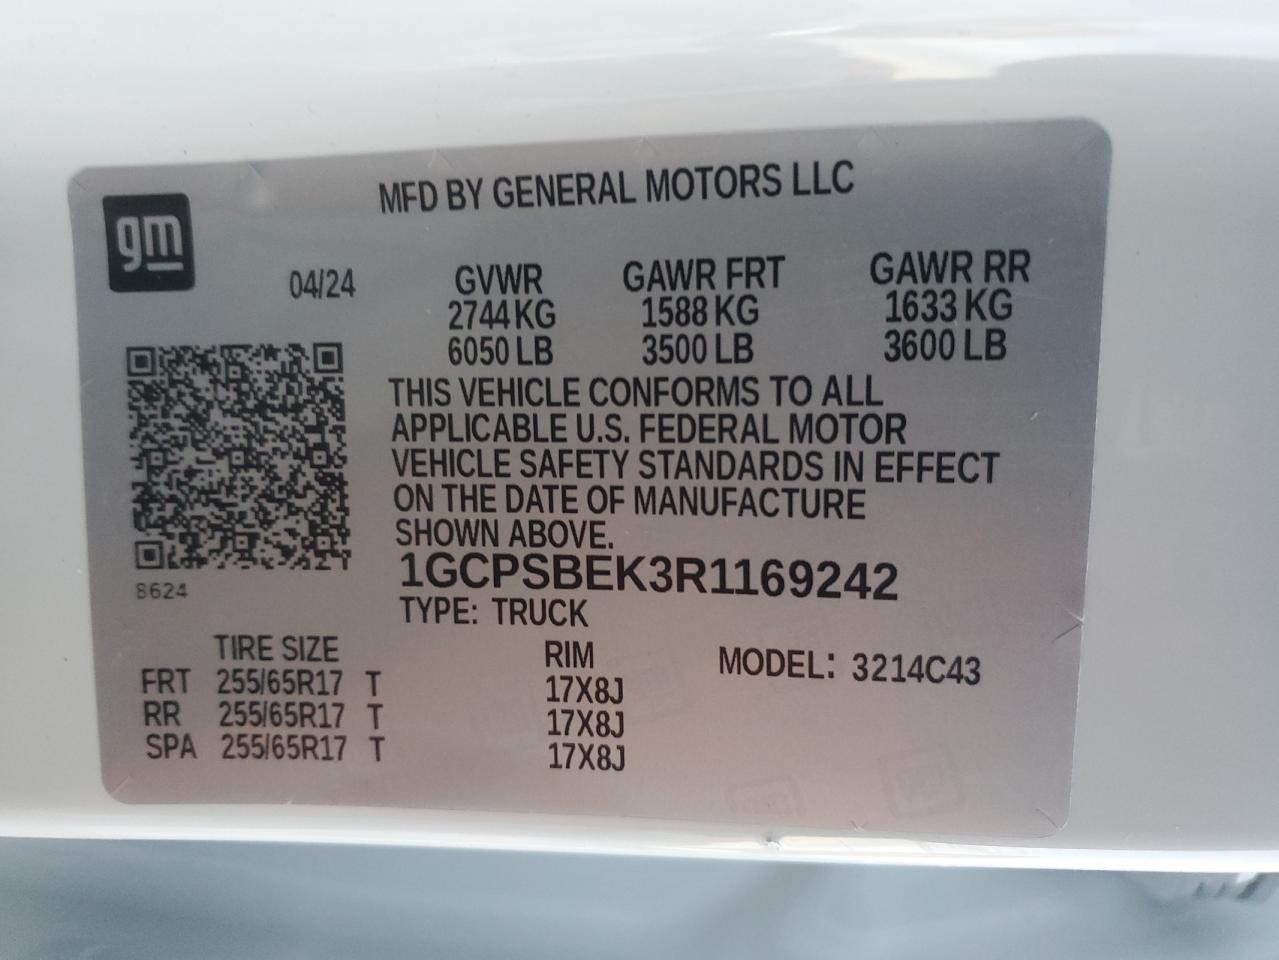 MFD BY GENERAL MOTORS LLC
gm
04/24 GVWR GAWR FRT GAWR RR
2744 KG 1588 KG 1633 KG
6050 LB 3500 LB 3600 LB
THIS VEHICLE CONFORMS TO ALL
APPLICABLE U.S. FEDERAL MOTOR
VEHICLE SAFETY STANDARDS IN EFFECT
ON THE DATE OF MANUFACTURE
SHOWN ABOVE.
1GCPSBEK3R1169242
8624
TYPE: TRUCK
TIRE SIZE RIM MODEL: 3214C43
FRT 255/65R17 T 17X8J
RR 255/65R17 T 17X8J
SPA 255/65R17 T 17X8J
gm